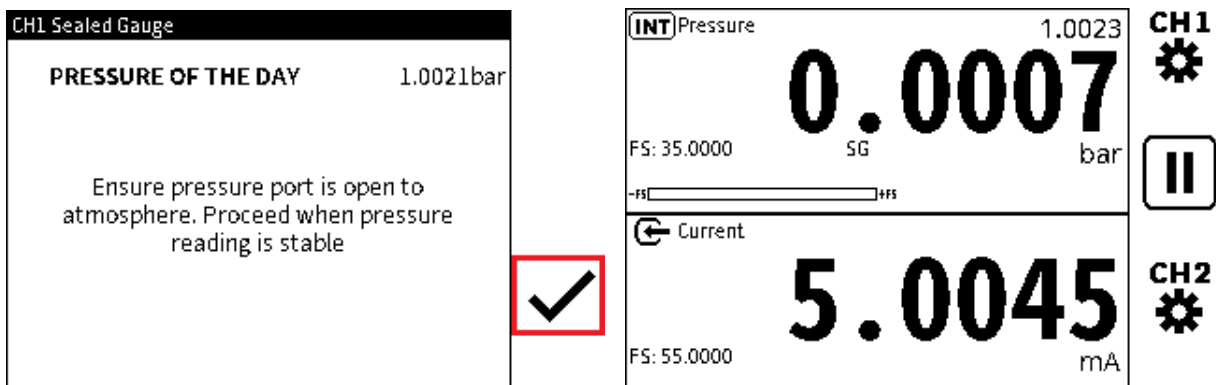 CH1 Sealed Gauge
PRESSURE OF THE DAY 1.0021bar
Ensure pressure port is open to
atmosphere. Proceed when pressure
reading is stable
INT Pressure 1.0023
0.0007
FS: 35.0000 SG bar
-FS +FS
Current
5.0045
FS: 55.0000 mA
CH1
CH2